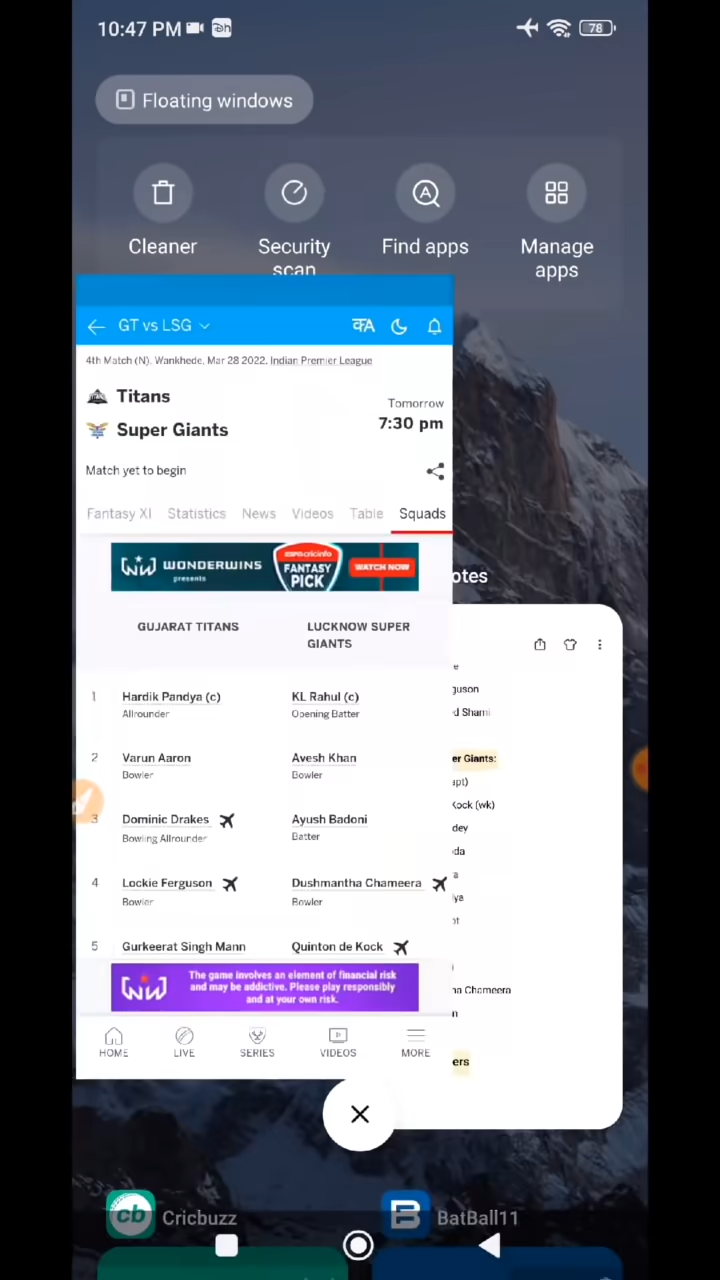 10:47 PM
78
Floating windows
Cleaner
Security
scan
Find apps
Manage
apps
GT vs LSG
कA
4th Match (N), Wankhede, Mar 28 2022, Indian Premier League
Titans
Tomorrow
7:30 pm
Super Giants
Match yet to begin
Fantasy XI Statistics News Videos Table Squads
WONDERWINS
presents
ESPNcricinfo
FANTASY
PICK
WATCH NOW
GUJARAT TITANS
LUCKNOW SUPER
GIANTS
1 Hardik Pandya (c) KL Rahul (c)
Allrounder Opening Batter
2 Varun Aaron Avesh Khan
Bowler Bowler
3 Dominic Drakes Ayush Badoni
Bowling Allrounder Batter
4 Lockie Ferguson Dushmantha Chameera
Bowler Bowler
5 Gurkeerat Singh Mann Quinton de Kock
The game involves an element of financial risk
and may be addictive. Please play responsibly
and at your own risk.
HOME LIVE SERIES VIDEOS MORE
otes
guson
d Shami
er Giants:
apt)
Kock (wk)
dey
da
a
ya
ot
na Chameera
n
ers
cb
Cricbuzz
B
BatBall11